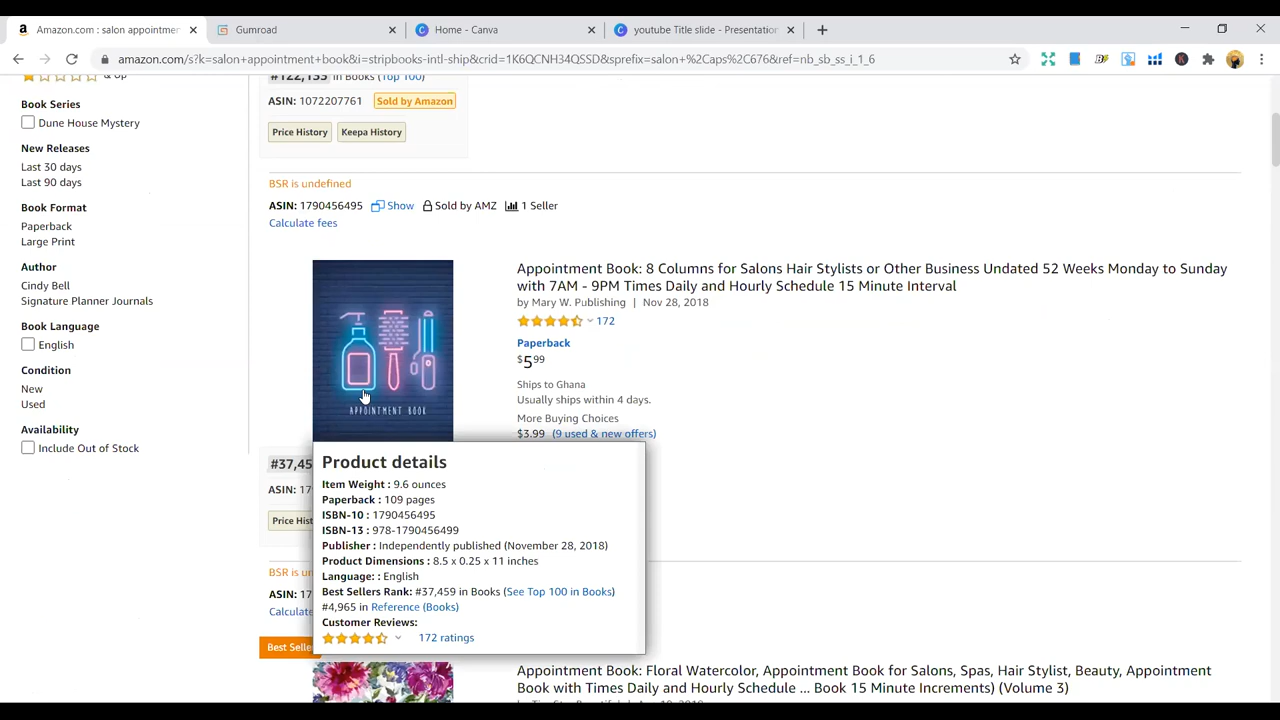 Amazon.com : salon appointmen
Gumroad
Home - Canva
youtube Title slide - Presentation
amazon.com/s?k=salon+appointment+book&i=stripbooks-intl-ship&crid=1K6QCNH34QSSD&sprefix=salon+%2Caps%2C676&ref=nb_sb_ss_i_1_6
& Up
Book Series
Dune House Mystery
New Releases
Last 30 days
Last 90 days
Book Format
Paperback
Large Print
Author
Cindy Bell
Signature Planner Journals
Book Language
English
Condition
New
Used
Availability
Include Out of Stock
#122,135 in Books (Top 100)
ASIN: 1072207761 Sold by Amazon
Price History Keepa History
BSR is undefined
ASIN: 1790456495 Show Sold by AMZ 1 Seller
Calculate fees
APPOINTMENT BOOK
Appointment Book: 8 Columns for Salons Hair Stylists or Other Business Undated 52 Weeks Monday to Sunday
with 7AM - 9PM Times Daily and Hourly Schedule 15 Minute Interval
by Mary W. Publishing | Nov 28, 2018
172
Paperback
$5 99
Ships to Ghana
Usually ships within 4 days.
More Buying Choices
$3.99 (9 used & new offers)
#37,45
ASIN: 17
Price Hist
BSR is un
ASIN: 17
Calculate
Best Selle
Product details
Item Weight : 9.6 ounces
Paperback : 109 pages
ISBN-10 : 1790456495
ISBN-13 : 978-1790456499
Publisher : Independently published (November 28, 2018)
Product Dimensions : 8.5 x 0.25 x 11 inches
Language: : English
Best Sellers Rank: #37,459 in Books (See Top 100 in Books)
#4,965 in Reference (Books)
Customer Reviews:
172 ratings
Appointment Book: Floral Watercolor, Appointment Book for Salons, Spas, Hair Stylist, Beauty, Appointment
Book with Times Daily and Hourly Schedule ... Book 15 Minute Increments) (Volume 3)